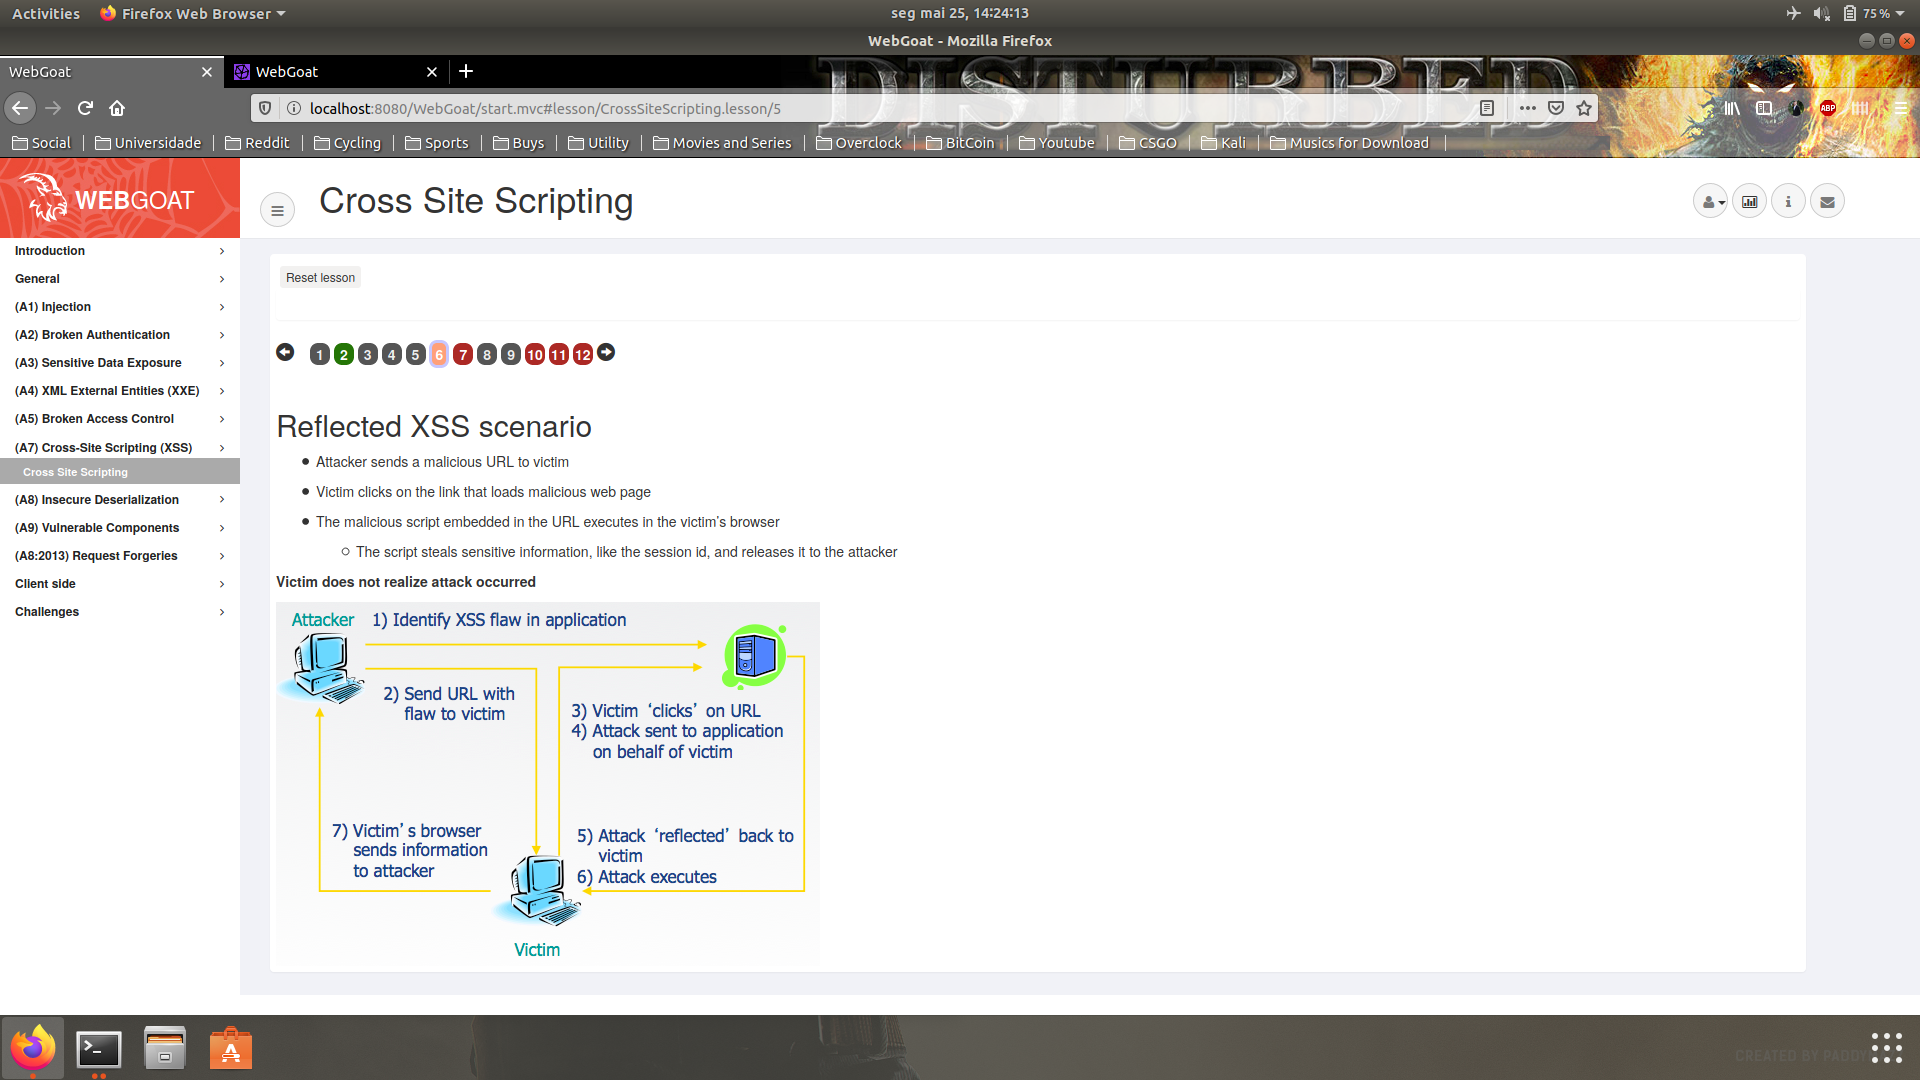 Activities Firefox Web Browser seg mai 25, 14:24:13 75%
WebGoat - Mozilla Firefox
WebGoat WebGoat
DISTURBED
localhost:8080/WebGoat/start.mvc#lesson/CrossSiteScripting.lesson/5 ABP
Social Universidade Reddit Cycling Sports Buys Utility Movies and Series Overclock BitCoin Youtube CSGO Kali Musics for Download
WEBGOAT
Cross Site Scripting
Introduction
General
(A1) Injection
(A2) Broken Authentication
(A3) Sensitive Data Exposure
(A4) XML External Entities (XXE)
(A5) Broken Access Control
(A7) Cross-Site Scripting (XSS)
Cross Site Scripting
(A8) Insecure Deserialization
(A9) Vulnerable Components
(A8:2013) Request Forgeries
Client side
Challenges
Reset lesson
1 2 3 4 5 6 7 8 9 10 11 12
Reflected XSS scenario
Attacker sends a malicious URL to victim
Victim clicks on the link that loads malicious web page
The malicious script embedded in the URL executes in the victim’s browser
The script steals sensitive information, like the session id, and releases it to the attacker
Victim does not realize attack occurred
Attacker 1) Identify XSS flaw in application
2) Send URL with
flaw to victim
3) Victim ‘clicks’ on URL
4) Attack sent to application
on behalf of victim
7) Victim’s browser
sends information
to attacker
5) Attack ‘reflected’ back to
victim
6) Attack executes
Victim
CREATED BY PADDY